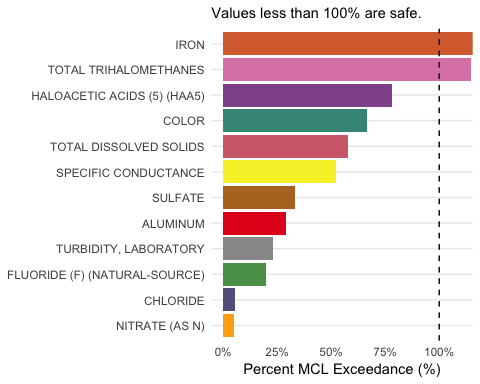 Values less than 100% are safe.
IRON
TOTAL TRIHALOMETHANES
HALOACETIC ACIDS (5) (HAA5)
COLOR
TOTAL DISSOLVED SOLIDS
SPECIFIC CONDUCTANCE
SULFATE
ALUMINUM
TURBIDITY, LABORATORY
FLUORIDE (F) (NATURAL-SOURCE)
CHLORIDE
NITRATE (AS N)
0% 25% 50% 75% 100%
Percent MCL Exceedance (%)